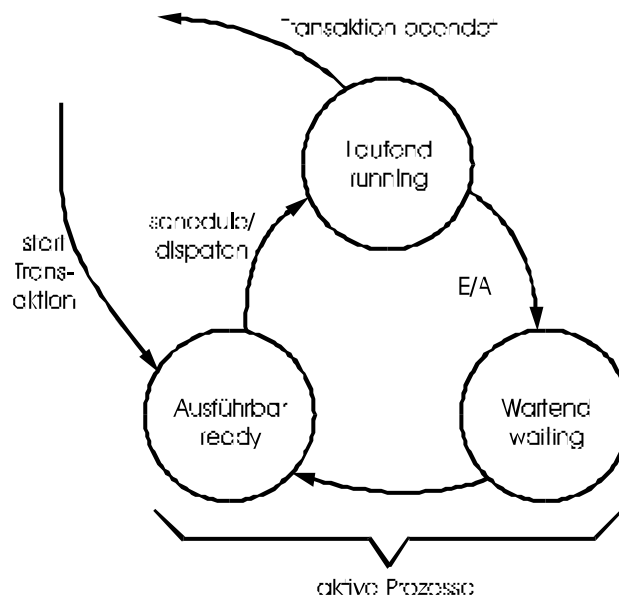 Transaktion beendet
Laufend
running
schedule/
dispatch
start
Trans-
aktion
E/A
Ausführbar
ready
Wartend
waiting
aktive Prozesse